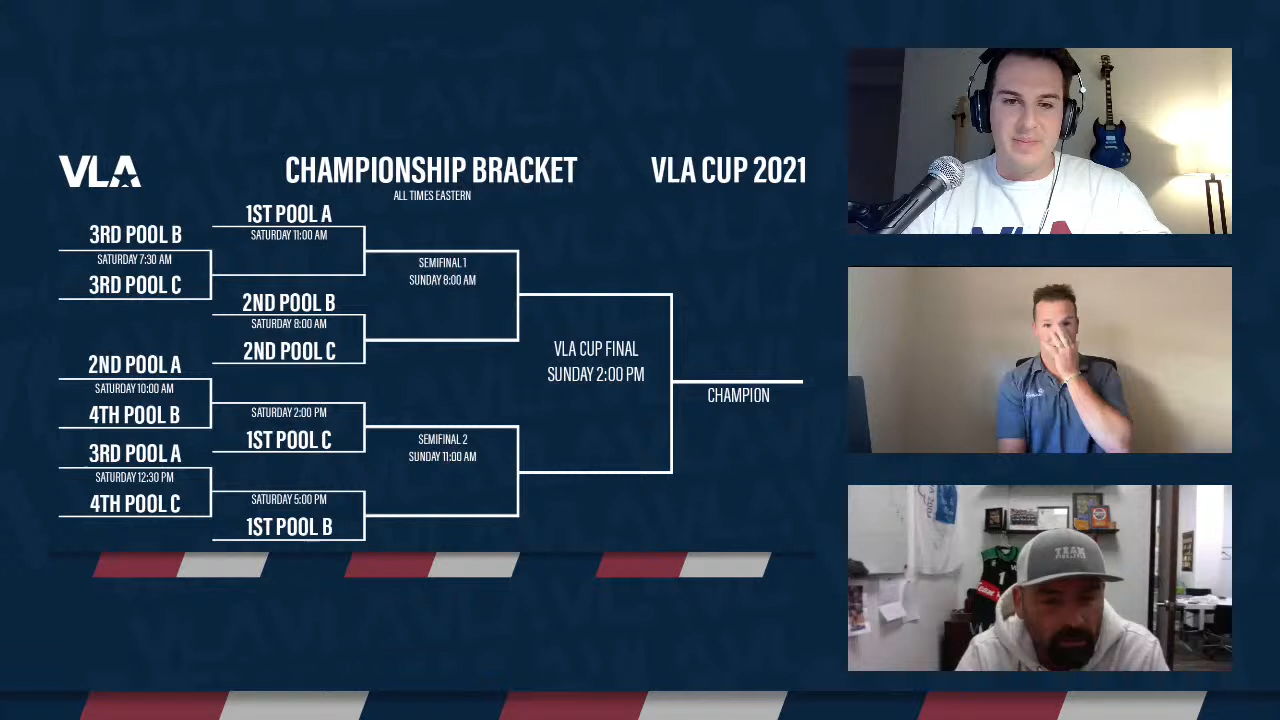 VLA
CHAMPIONSHIP BRACKET
VLA CUP 2021
ALL TIMES EASTERN
3RD POOL B
SATURDAY 7:30 AM
3RD POOL C
1ST POOL A
SATURDAY 11:00 AM
2ND POOL B
SATURDAY 8:00 AM
2ND POOL C
SEMIFINAL 1
SUNDAY 8:00 AM
2ND POOL A
SATURDAY 10:00 AM
4TH POOL B
3RD POOL A
SATURDAY 12:30 PM
4TH POOL C
SATURDAY 2:00 PM
1ST POOL C
SATURDAY 5:00 PM
1ST POOL B
SEMIFINAL 2
SUNDAY 11:00 AM
VLA CUP FINAL
SUNDAY 2:00 PM
CHAMPION
TEAM
1